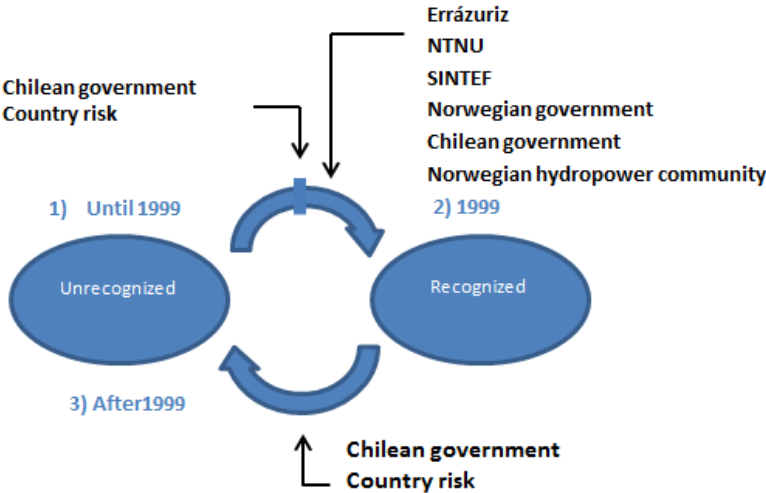 Errázuriz
NTNU
SINTEF
Norwegian government
Chilean government
Norwegian hydropower community
Chilean government
Country risk
1) Until 1999
2) 1999
Unrecognized
Recognized
3) After1999
Chilean government
Country risk